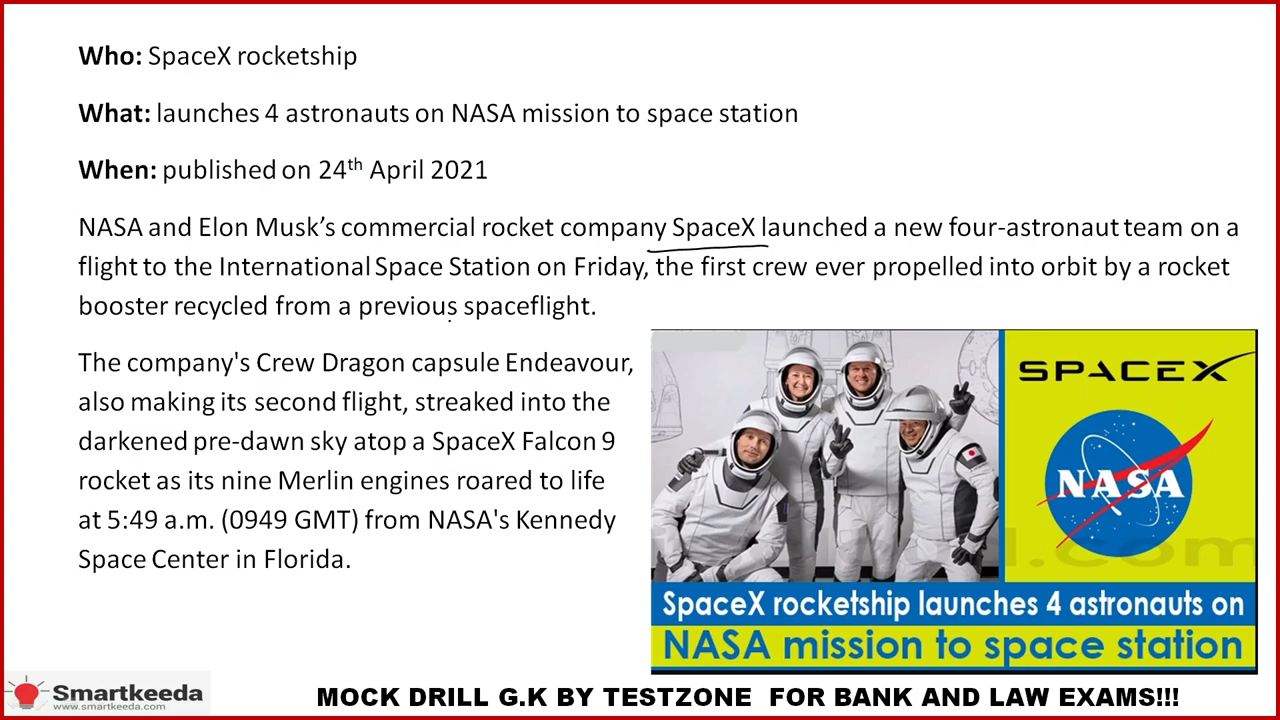 Who: SpaceX rocketship
What: launches 4 astronauts on NASA mission to space station
When: published on 24th April 2021
NASA and Elon Musk’s commercial rocket company SpaceX launched a new four-astronaut team on a
flight to the International Space Station on Friday, the first crew ever propelled into orbit by a rocket
booster recycled from a previous spaceflight.
The company's Crew Dragon capsule Endeavour,
also making its second flight, streaked into the
darkened pre-dawn sky atop a SpaceX Falcon 9
rocket as its nine Merlin engines roared to life
at 5:49 a.m. (0949 GMT) from NASA's Kennedy
Space Center in Florida.
SPACEX
NASA
SpaceX rocketship launches 4 astronauts on
NASA mission to space station
Smartkeeda
www.smartkeeda.com
MOCK DRILL G.K BY TESTZONE FOR BANK AND LAW EXAMS!!!